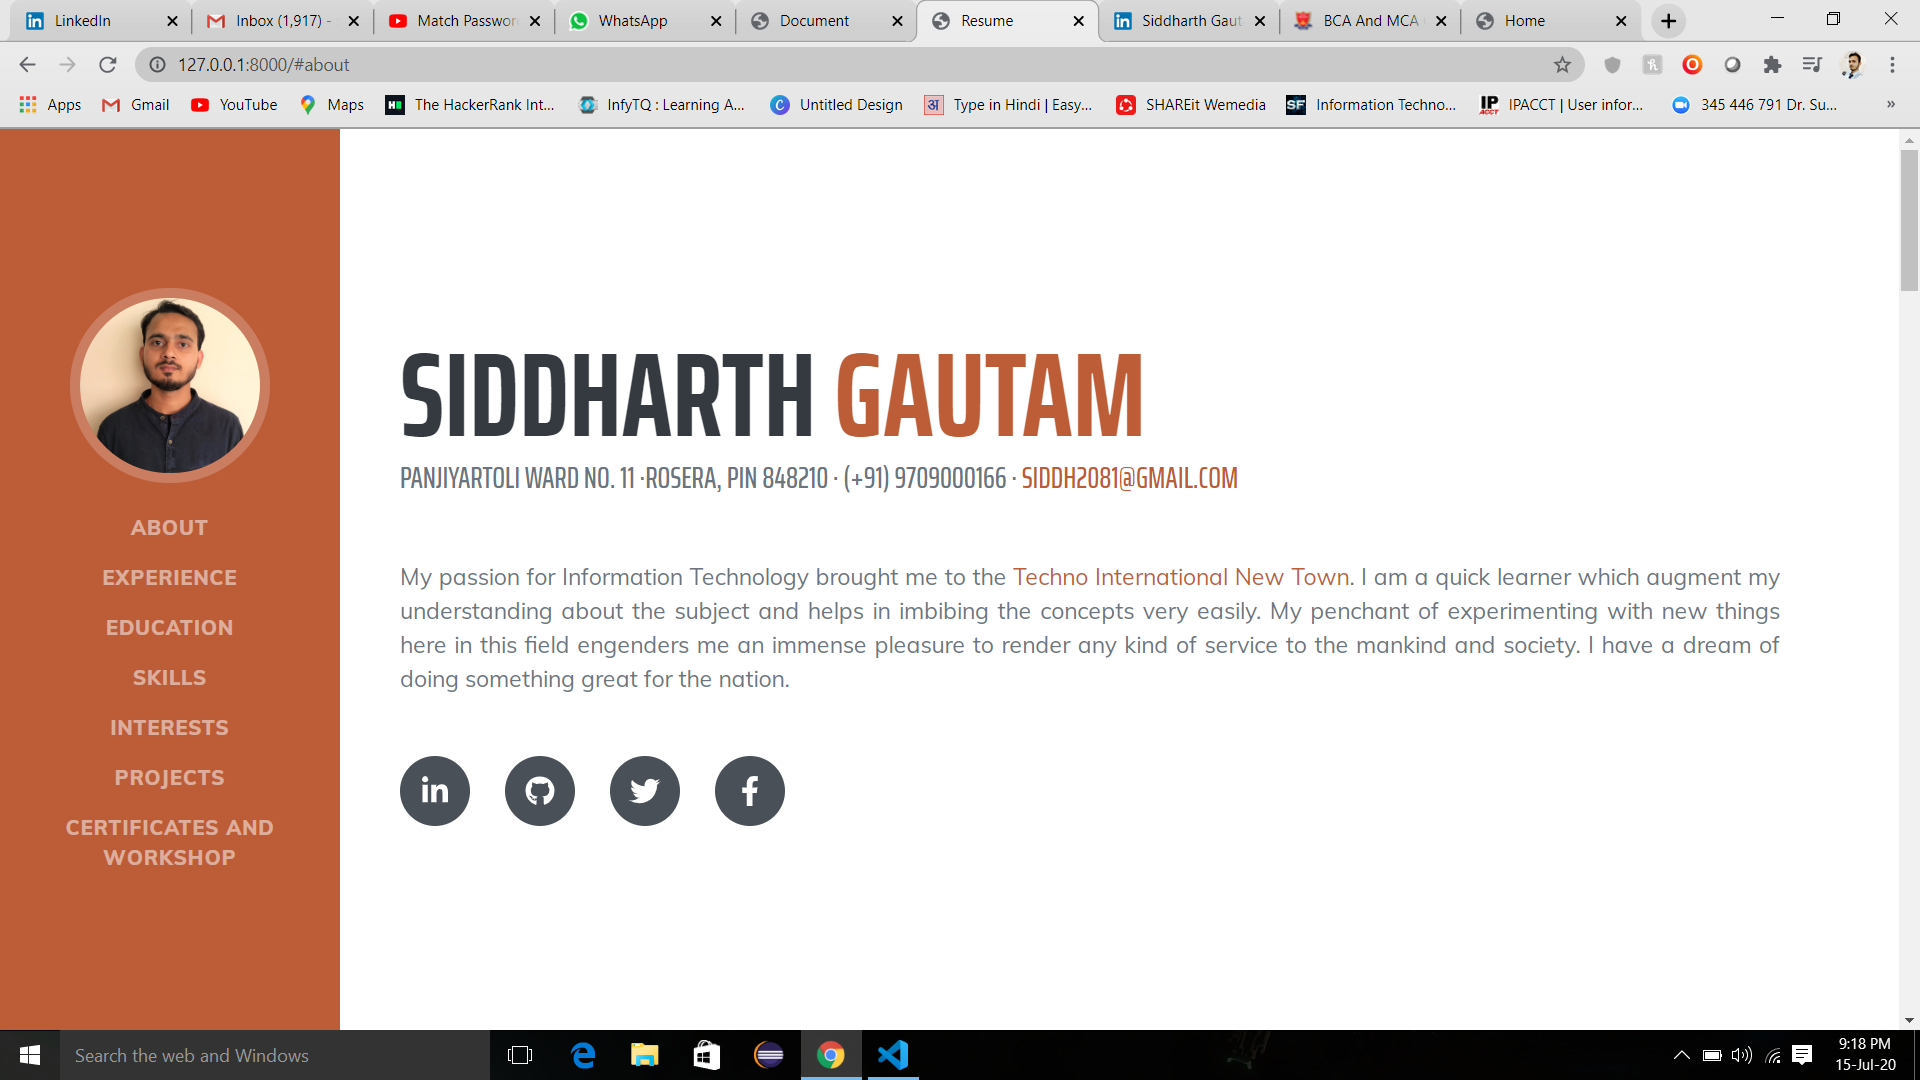 LinkedIn
Inbox (1,917) -
Match Passwor
WhatsApp
Document
Resume
Siddharth Gaut
BCA And MCA
Home
127.0.0.1:8000/#about
Apps
Gmail
YouTube
Maps
The HackerRank Int...
InfyTQ : Learning A...
Untitled Design
Type in Hindi | Easy...
SHAREit Wemedia
Information Techno...
IPACCT | User infor...
345 446 791 Dr. Su...
SIDDHARTH GAUTAM
PANJIYARTOLI WARD NO. 11 ·ROSERA, PIN 848210 · (+91) 9709000166 · SIDDH2081@GMAIL.COM
ABOUT
EXPERIENCE
EDUCATION
SKILLS
INTERESTS
PROJECTS
CERTIFICATES AND
WORKSHOP
My passion for Information Technology brought me to the Techno International New Town. I am a quick learner which augment my
understanding about the subject and helps in imbibing the concepts very easily. My penchant of experimenting with new things
here in this field engenders me an immense pleasure to render any kind of service to the mankind and society. I have a dream of
doing something great for the nation.
Search the web and Windows
9:18 PM
15-Jul-20